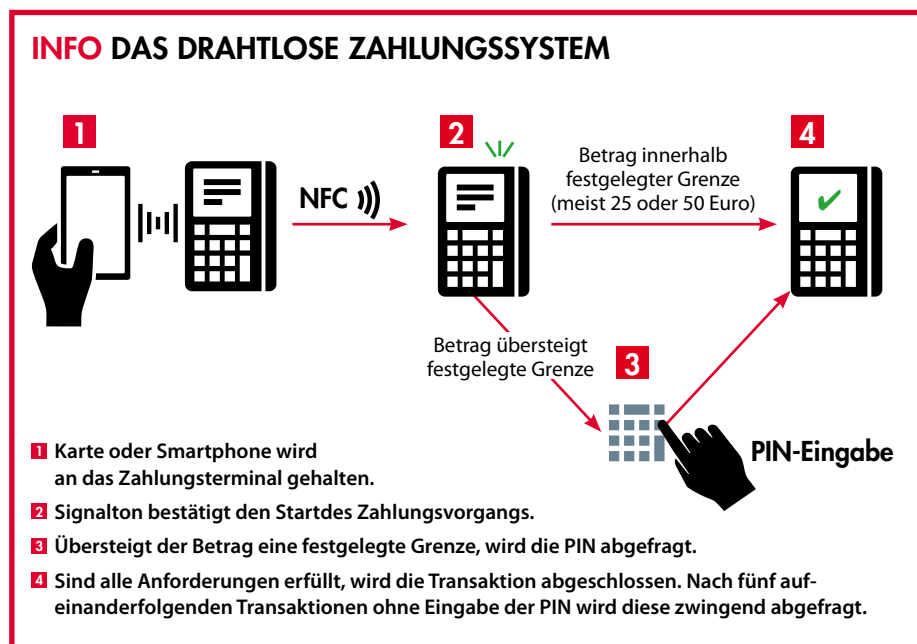 INFO DAS DRAHTLOSE ZAHLUNGSSYSTEM
1
2
4
NFC
Betrag innerhalb
festgelegter Grenze
(meist 25 oder 50 Euro)
Betrag übersteigt
festgelegte Grenze
3
PIN-Eingabe
1 Karte oder Smartphone wird
an das Zahlungsterminal gehalten.
2 Signalton bestätigt den Startdes Zahlungsvorgangs.
3 Übersteigt der Betrag eine festgelegte Grenze, wird die PIN abgefragt.
4 Sind alle Anforderungen erfüllt, wird die Transaktion abgeschlossen. Nach fünf auf-
einanderfolgenden Transaktionen ohne Eingabe der PIN wird diese zwingend abgefragt.